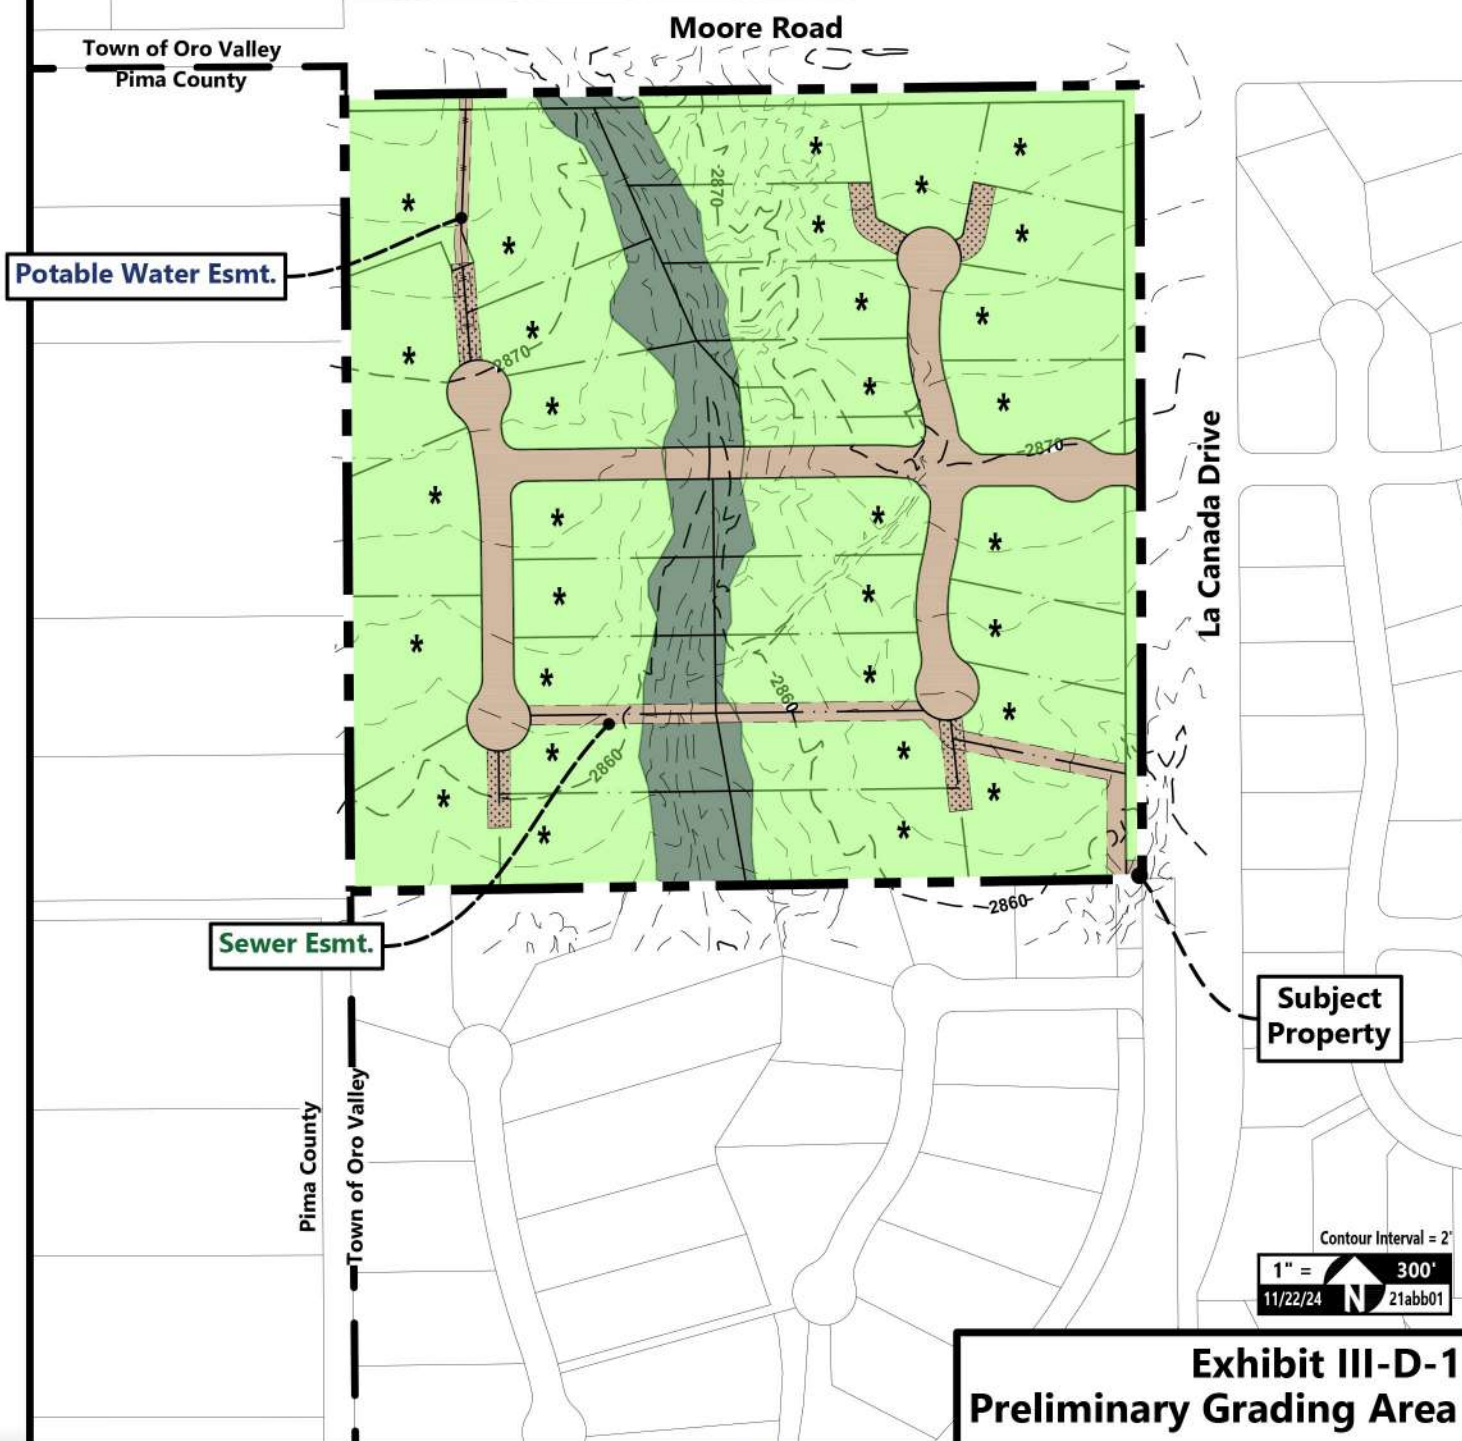 Moore Road
Town of Oro Valley
Pima County
2870
Potable Water Esmt.
2870
2870
La Canada Drive
2860
2860
2860
Sewer Esmt.
Subject
Property
Pima County
Town of Oro Valley
Contour Interval = 2'
1" = 300'
11/22/24 N 21abb01
Exhibit III-D-1
Preliminary Grading Area